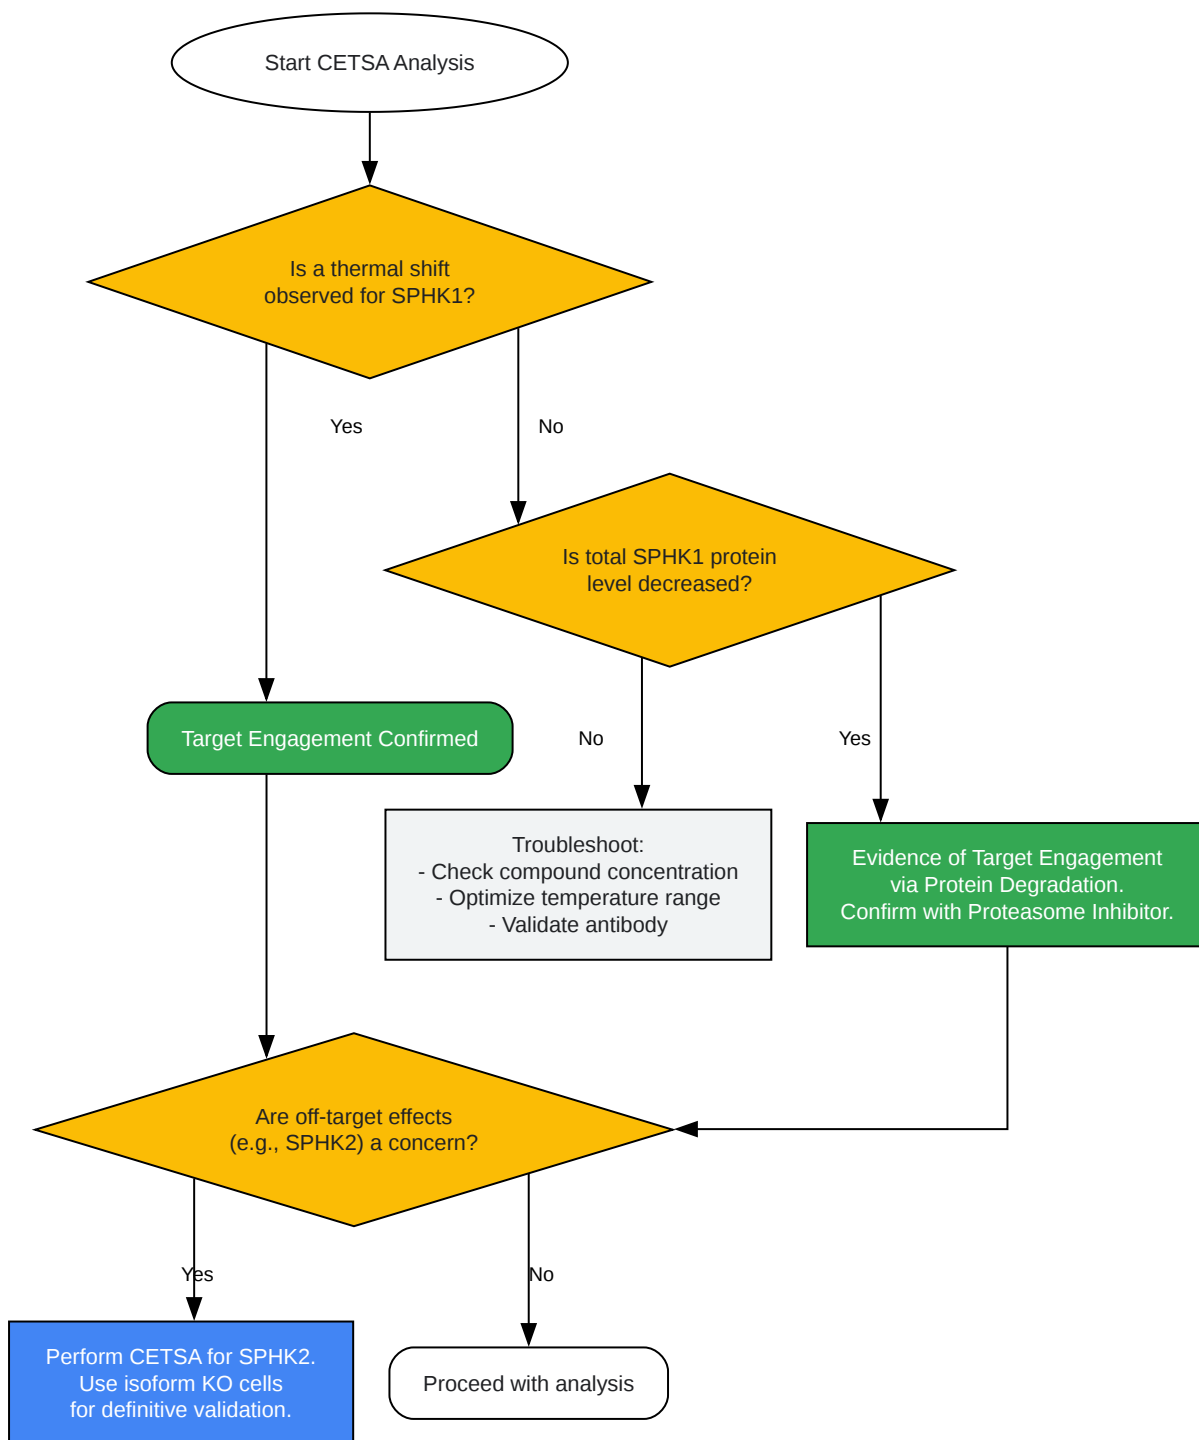 Start CETSA Analysis
Is a thermal shift
observed for SPHK1?
Yes
No
Is total SPHK1 protein
level decreased?
Target Engagement Confirmed
No
Yes
Troubleshoot:
- Check compound concentration
- Optimize temperature range
- Validate antibody
Evidence of Target Engagement
via Protein Degradation.
Confirm with Proteasome Inhibitor.
Are off-target effects
(e.g., SPHK2) a concern?
Yes
No
Perform CETSA for SPHK2.
Use isoform KO cells
for definitive validation.
Proceed with analysis